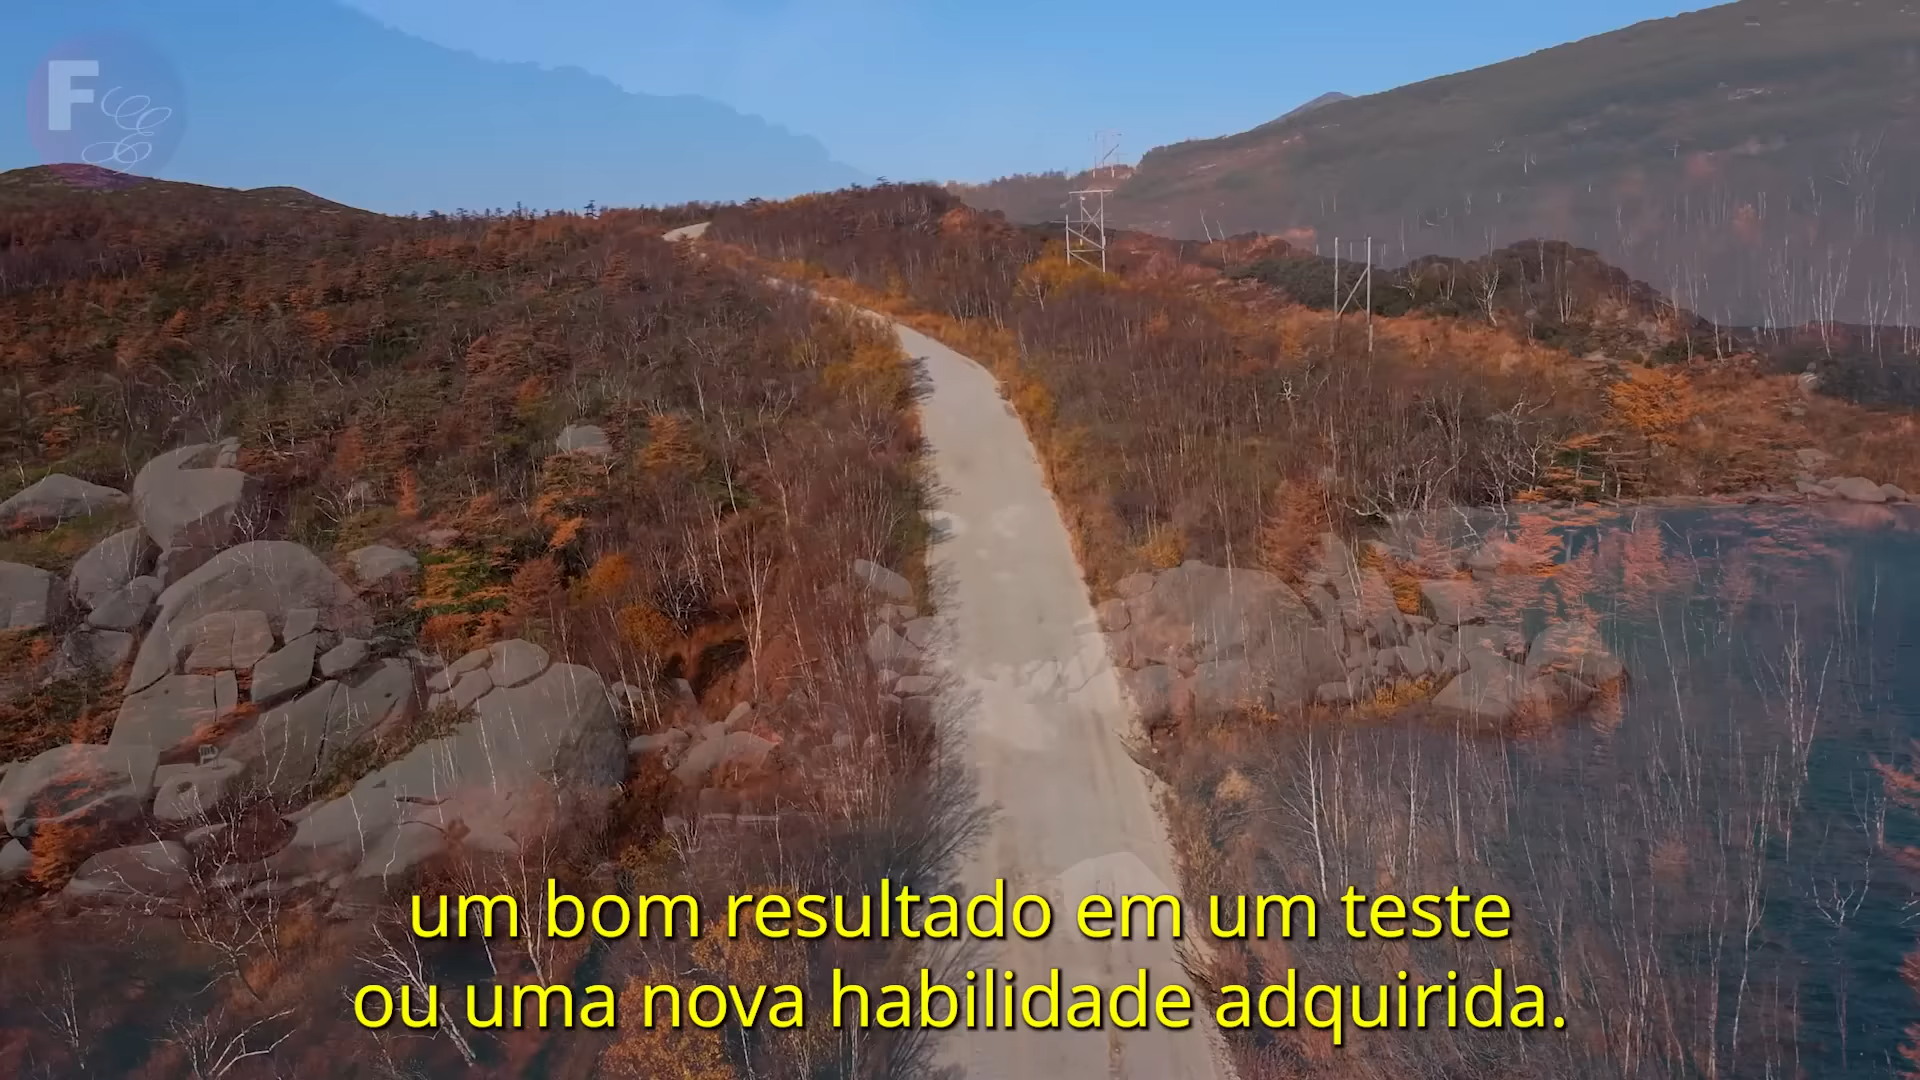 F
um bom resultado em um teste
ou uma nova habilidade adquirida.